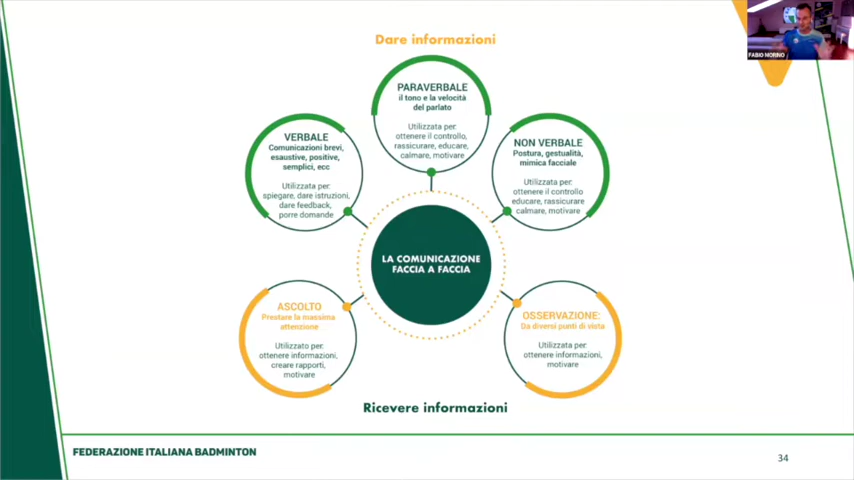 Dare informazioni
FABIO MORINO
PARAVERBALE
il tono e la velocità
del parlato
Utilizzata per:
ottenere il controllo,
rassicurare, educare,
calmare, motivare
VERBALE
Comunicazioni brevi,
esaustive, positive,
semplici, ecc
Utilizzata per:
spiegare, dare istruzioni,
dare feedback,
porre domande
NON VERBALE
Postura, gestualità,
mimica facciale
Utilizzata per:
ottenere il controllo
educare, rassicurare
calmare, motivare
LA COMUNICAZIONE
FACCIA A FACCIA
ASCOLTO
Prestare la massima
attenzione
Utilizzato per:
ottenere informazioni,
creare rapporti,
motivare
OSSERVAZIONE:
Da diversi punti di vista
Utilizzata per:
ottenere informazioni,
motivare
Ricevere informazioni
FEDERAZIONE ITALIANA BADMINTON
34